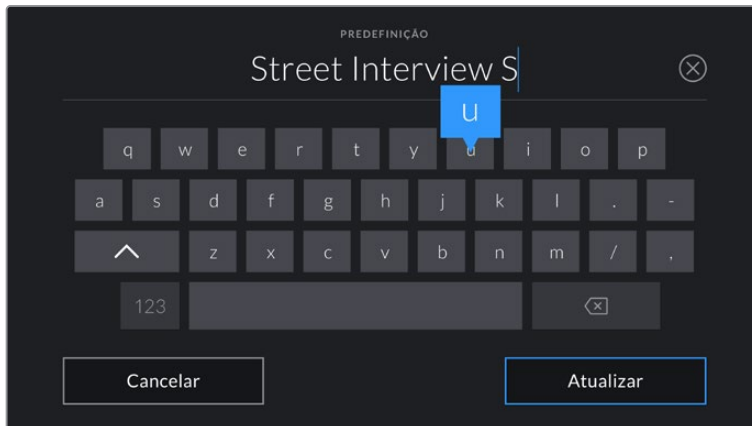 PREDEFINIÇÃO
Street Interview S
u
q w e r t y u i o p
a s d f g h j k l . -
z x c v b n m / ,
123
Cancelar Atualizar